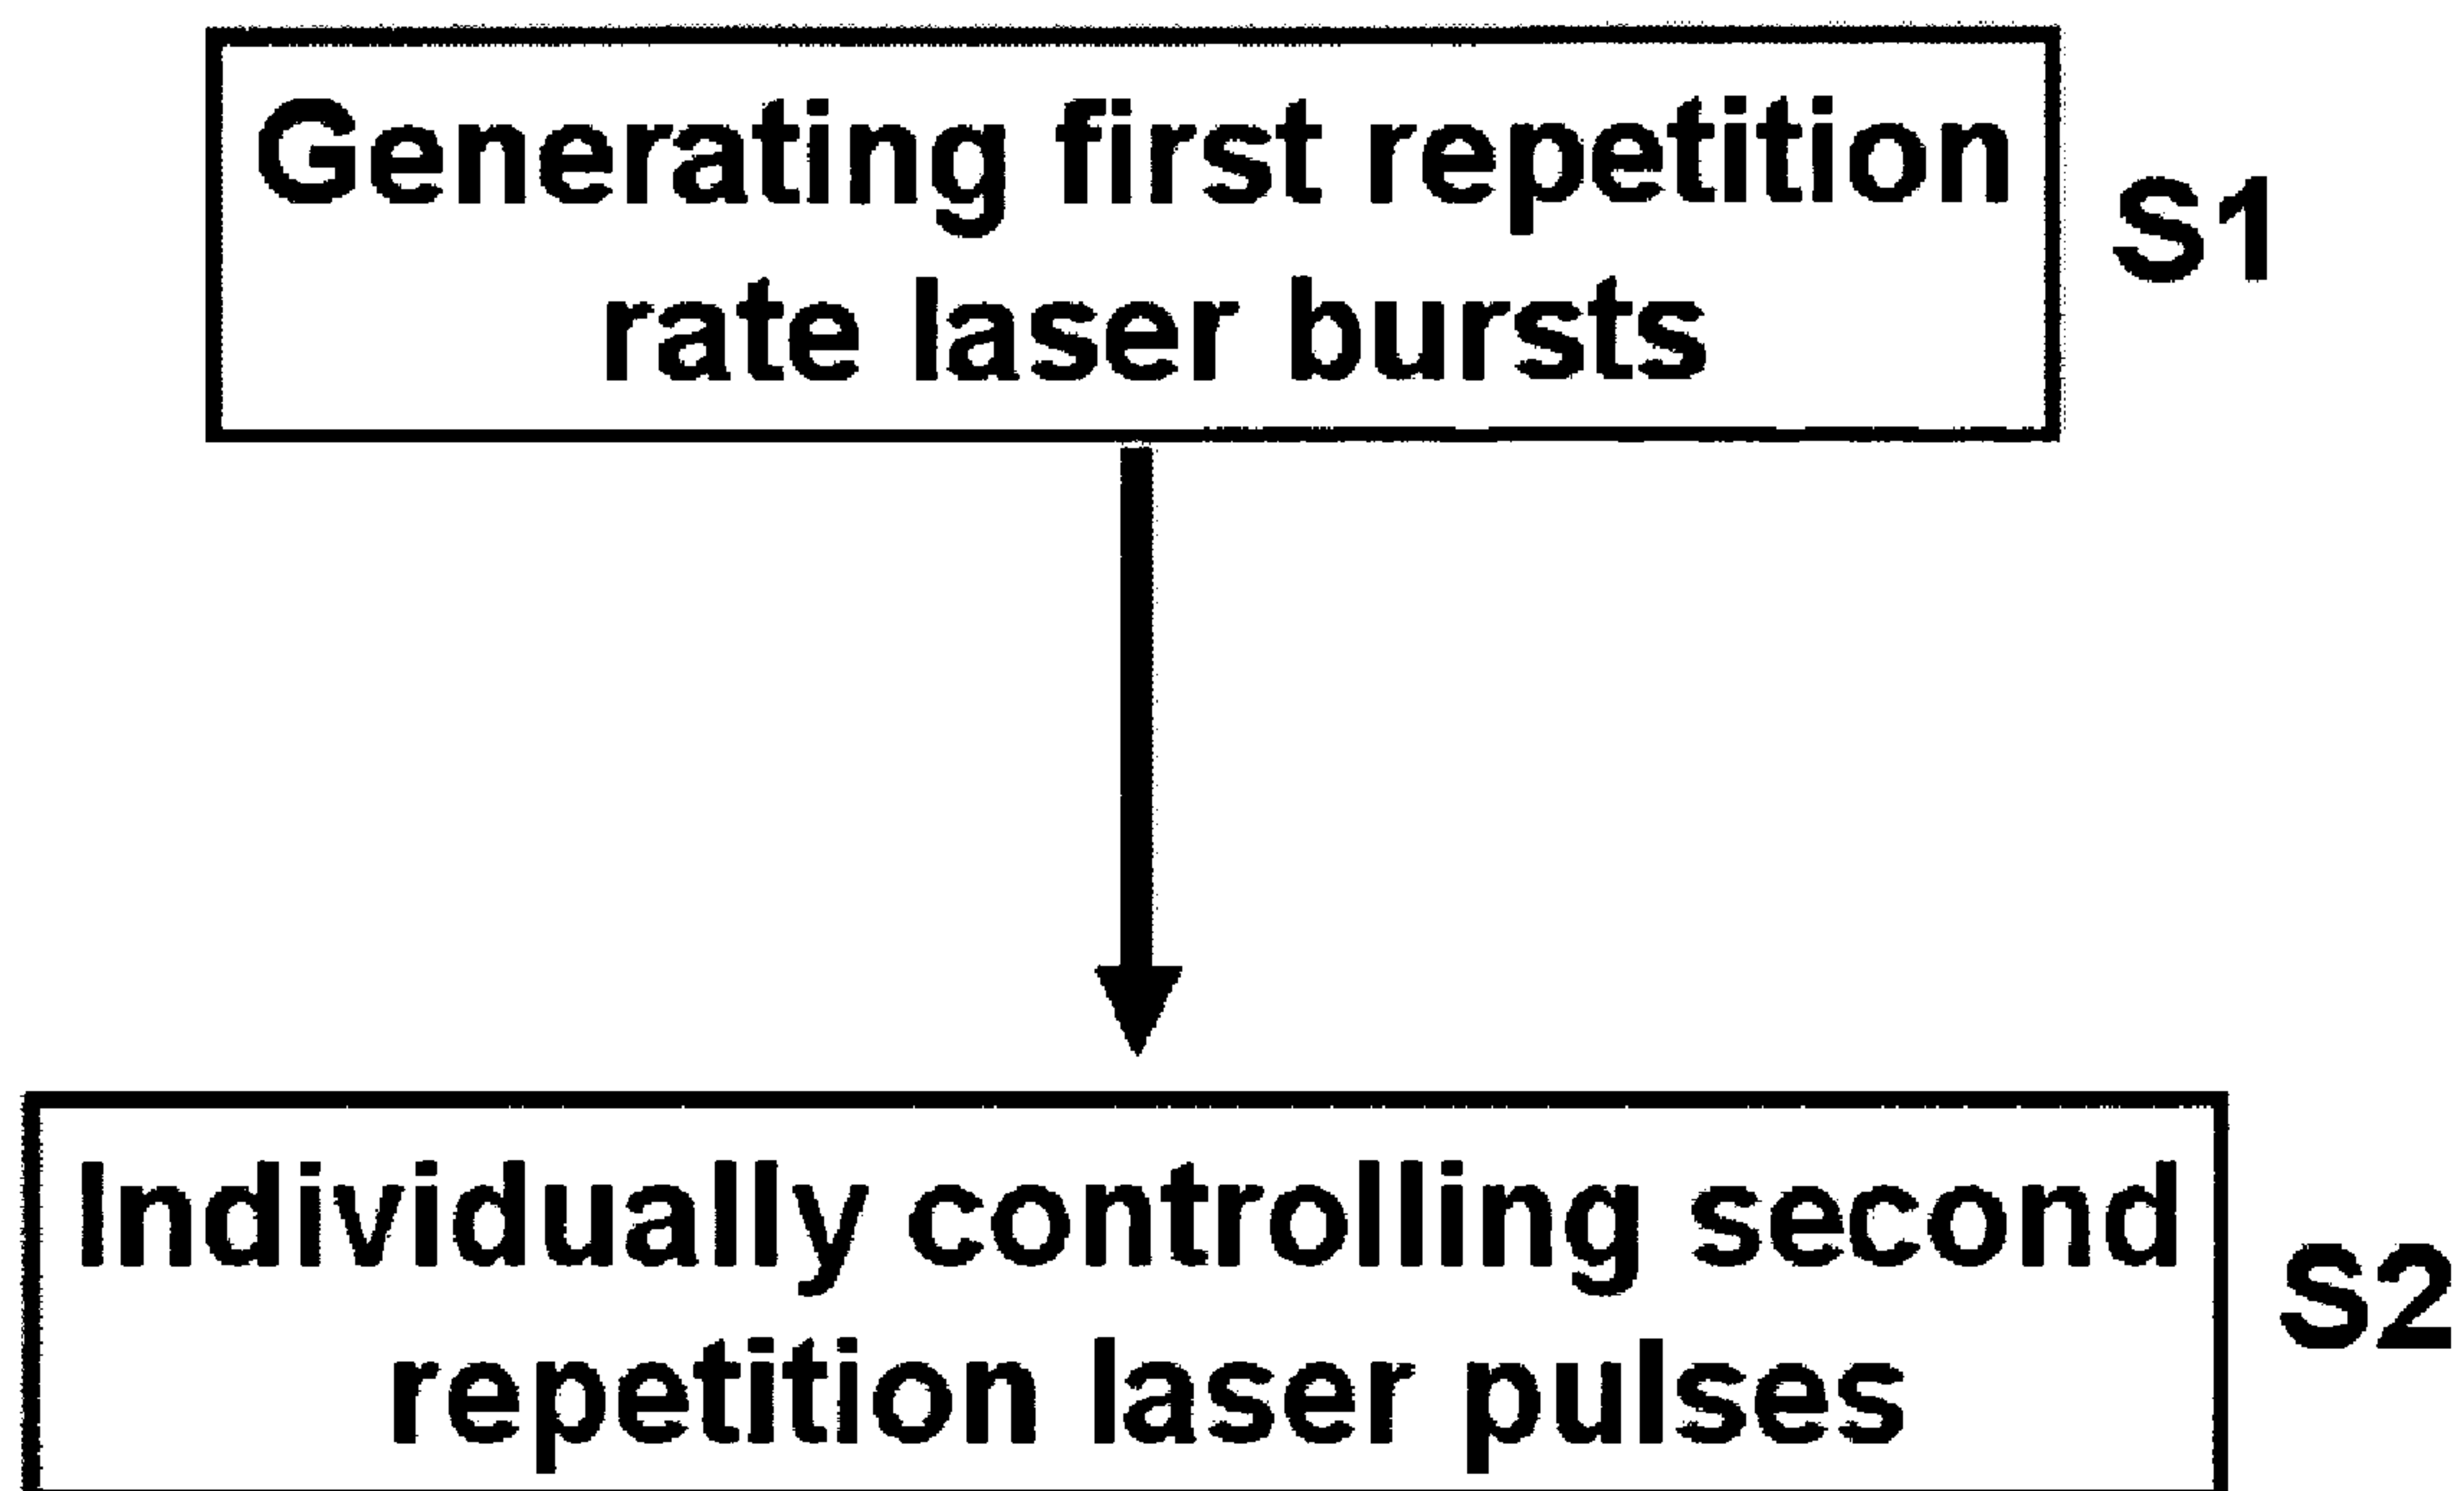 Generating first repetition
rate laser bursts
S1
Individually controlling second
repetition laser pulses
S2